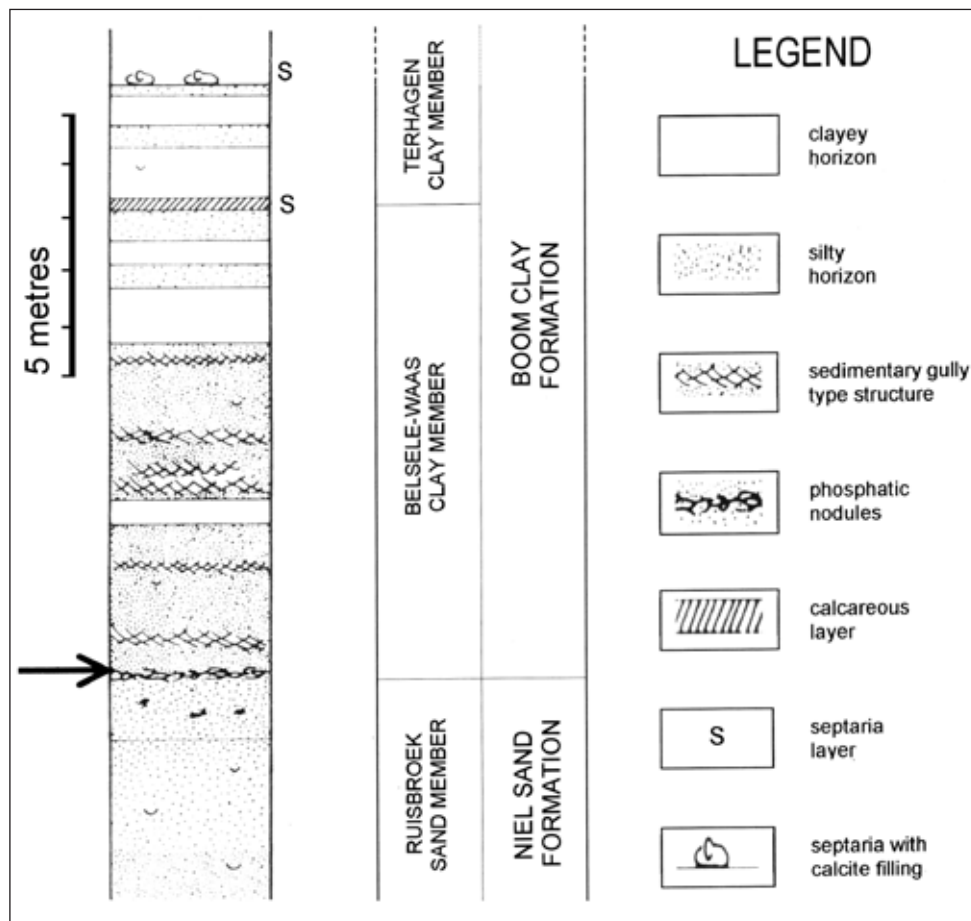 S
S
5 metres
TERHAGEN
CLAY MEMBER
BELSELE-WAAS
CLAY MEMBER
RUISBROEK
SAND MEMBER
BOOM CLAY
FORMATION
NIEL SAND
FORMATION
LEGEND
clayey
horizon
silty
horizon
sedimentary gully
type structure
phosphatic
nodules
calcareous
layer
S
septaria
layer
septaria with
calcite filling